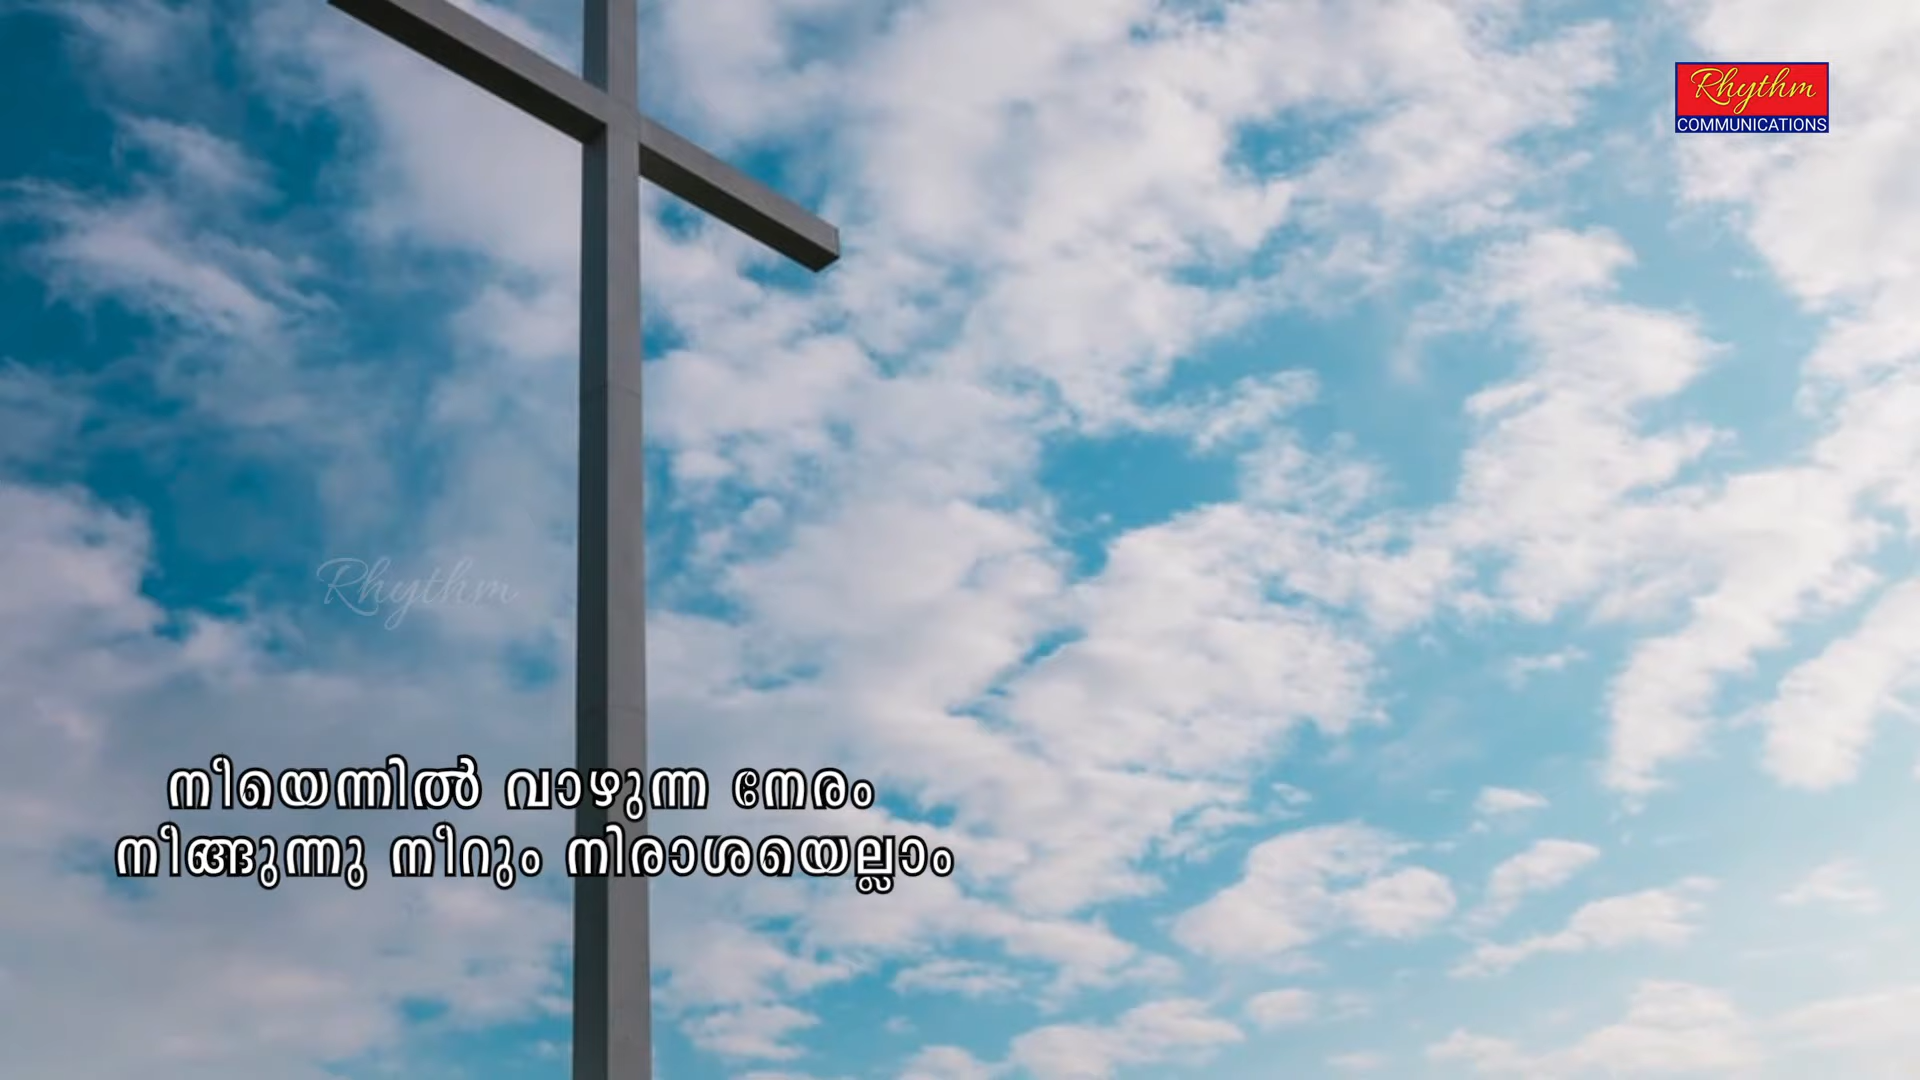 Rhythm
COMMUNICATIONS
Rhythm
നീയെന്നിൽ വാഴുന്ന നേരം
നീങ്ങുന്നു നീറും നിരാശയെല്ലാം